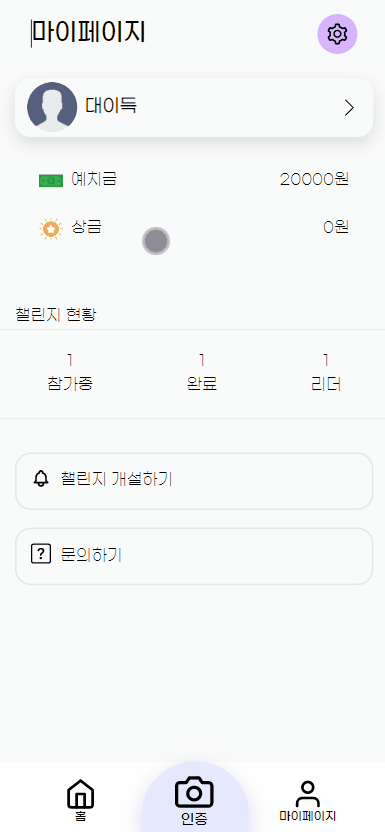 마이페이지
대이득
예치금 20000원
상금 0원
챌린지 현황
1 1 1
참가중 완료 리더
챌린지 개설하기
문의하기
홈 인증 마이페이지